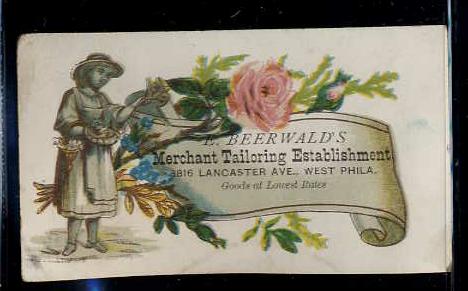 E. BEERWALD'S
Merchant Tailoring Establishment
3816 LANCASTER AVE., WEST PHILA.
Goods at Lowest Rates